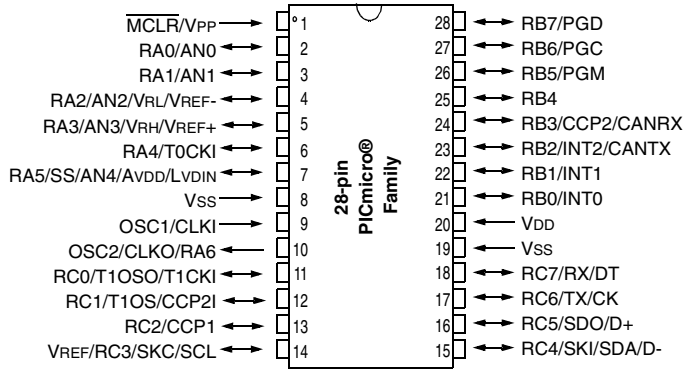 MCLR/VPP 1 28 RB7/PGD
RA0/AN0 2 27 RB6/PGC
RA1/AN1 3 26 RB5/PGM
RA2/AN2/VRL/VREF- 4 25 RB4
RA3/AN3/VRH/VREF+ 5 24 RB3/CCP2/CANRX
RA4/T0CKI 6 23 RB2/INT2/CANTX
RA5/SS/AN4/AVDD/LVDIN 7 22 RB1/INT1
VSS 8 21 RB0/INT0
OSC1/CLKI 9 20 VDD
OSC2/CLKO/RA6 10 19 VSS
RC0/T1OSO/T1CKI 11 18 RC7/RX/DT
RC1/T1OS/CCP2I 12 17 RC6/TX/CK
RC2/CCP1 13 16 RC5/SDO/D+
VREF/RC3/SKC/SCL 14 15 RC4/SKI/SDA/D-
28-pin
PICmicro®
Family